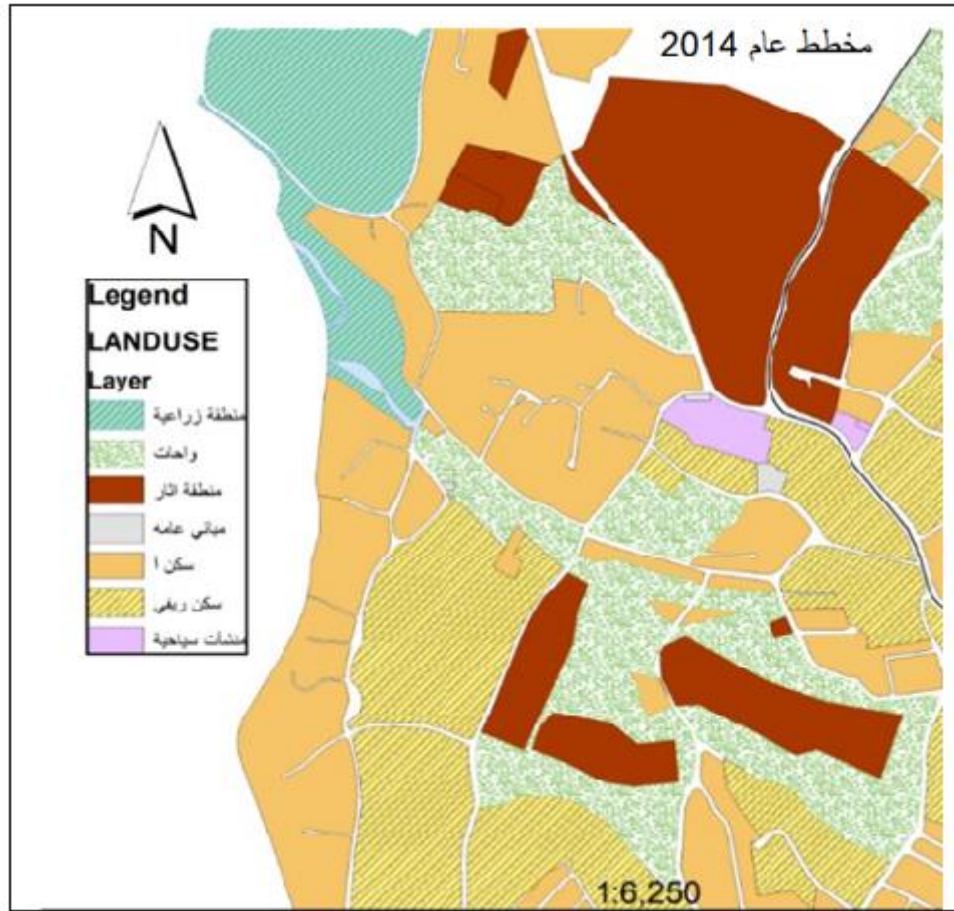 مخطط عام 2014
N
Legend
LANDUSE
Layer
منطقة زراعية
واحات
منطقة اثار
مباني عامه
سكن ا
سكن ريفي
منشآت سياحية
1:6,250